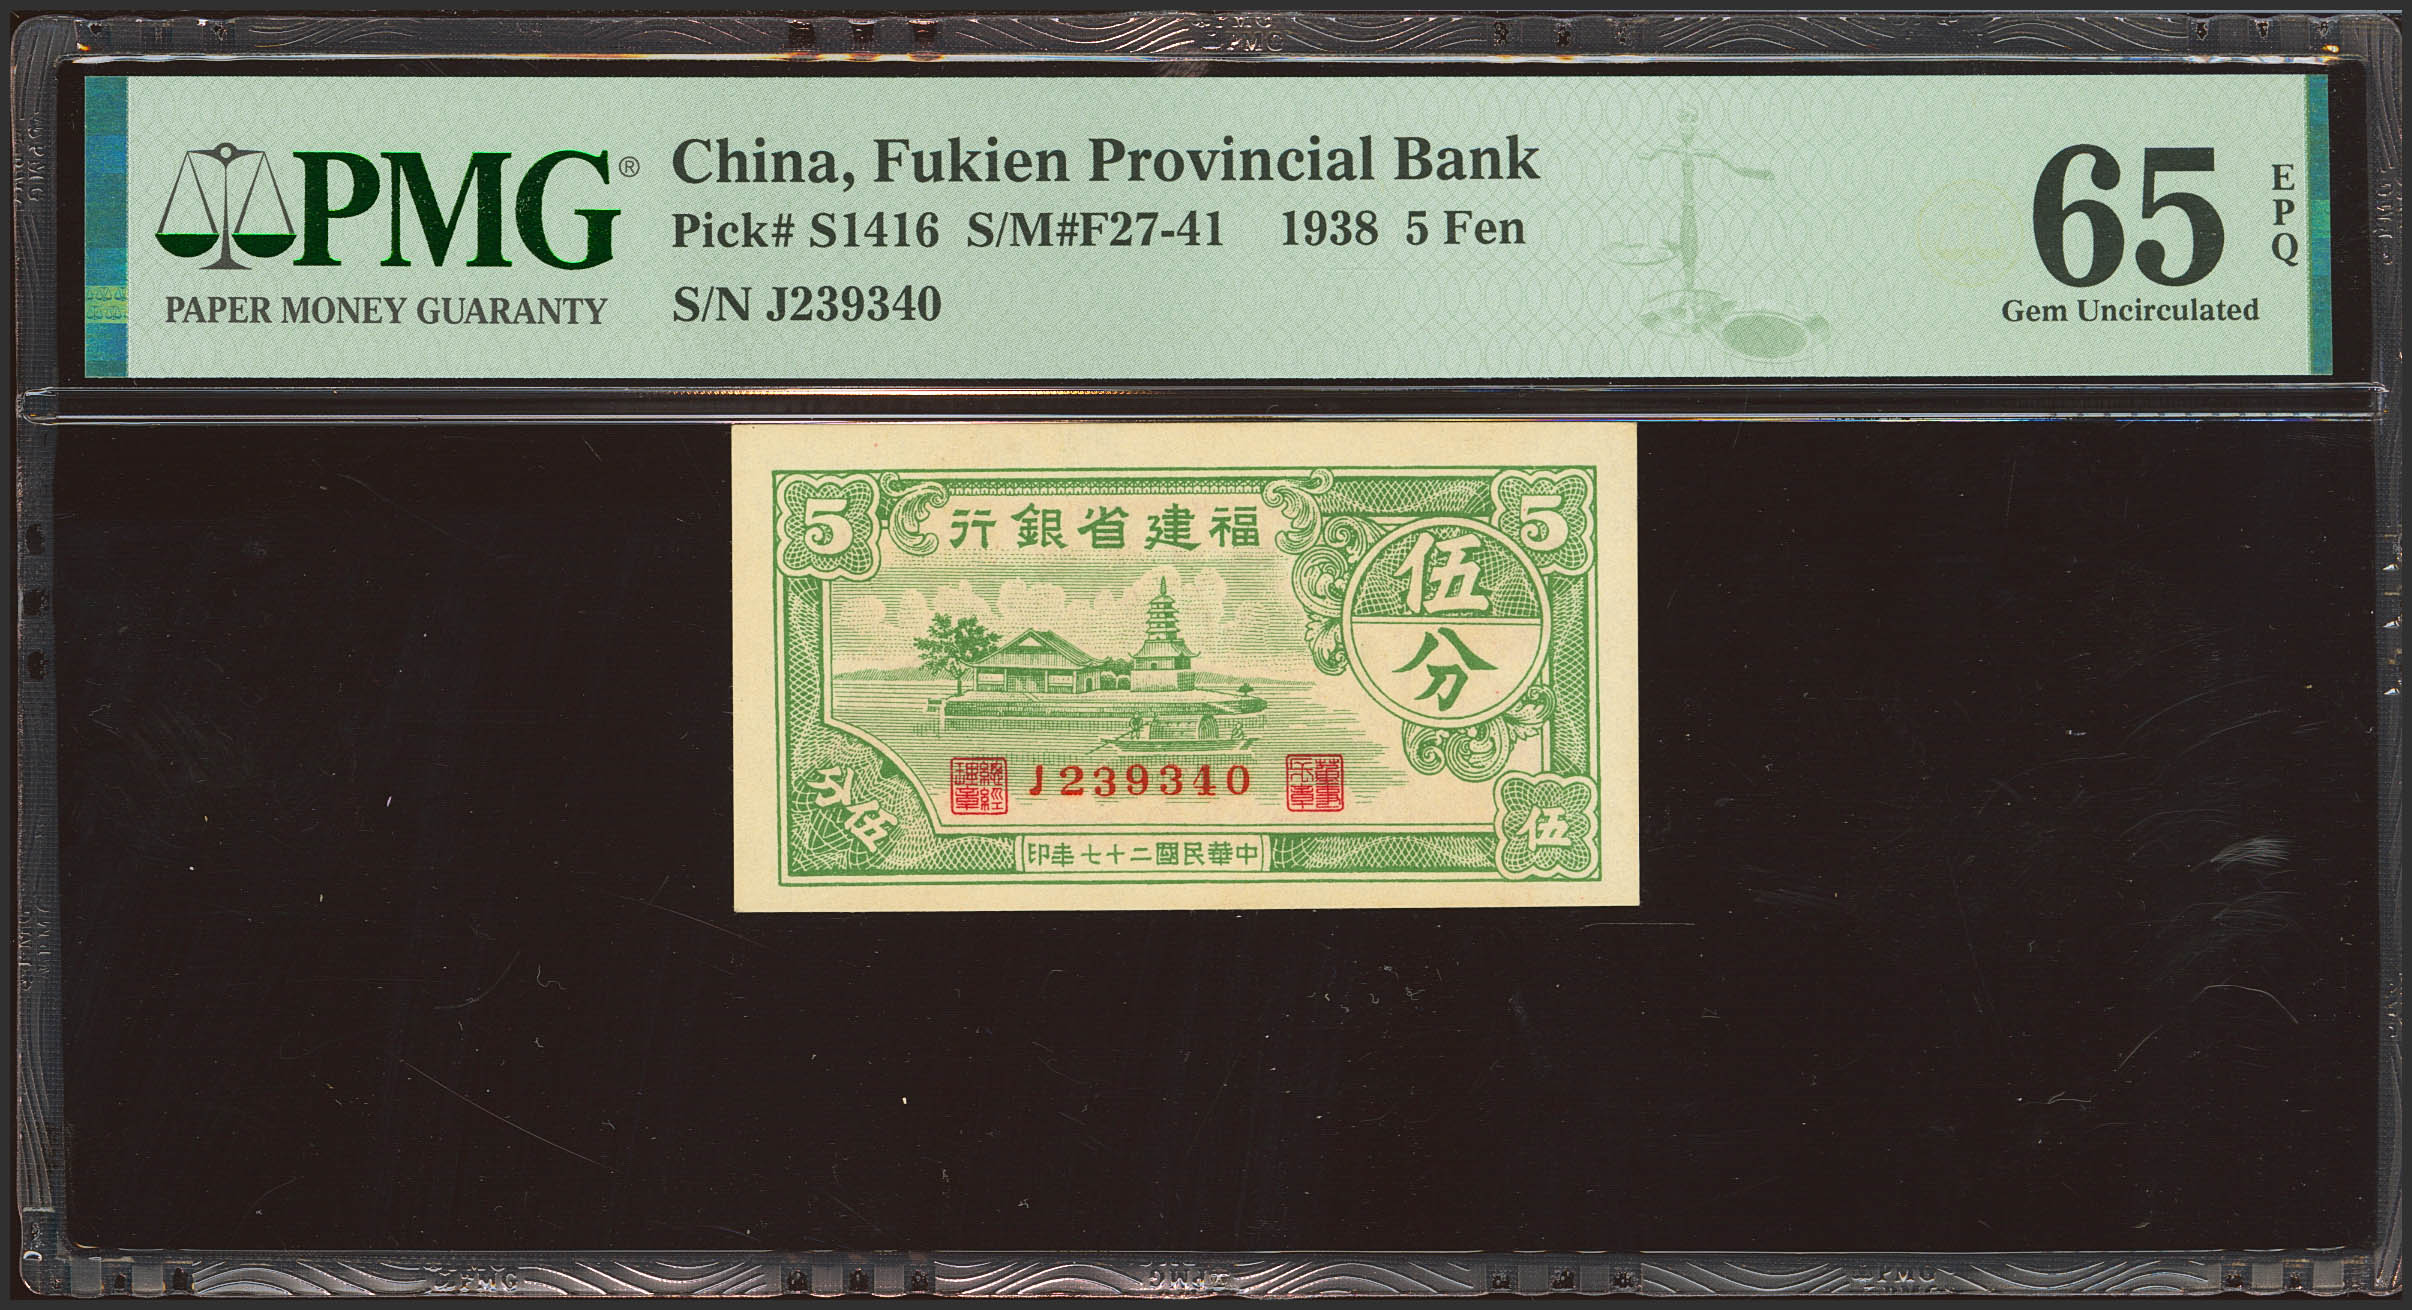 PMG®
PAPER MONEY GUARANTY
China, Fukien Provincial Bank
Pick# S1416 S/M#F27-41 1938 5 Fen
S/N J239340
65
EPQ
Gem Uncirculated
5
行銀省建福
5
伍
分
J239340
分伍
伍
印年七十二國民華中